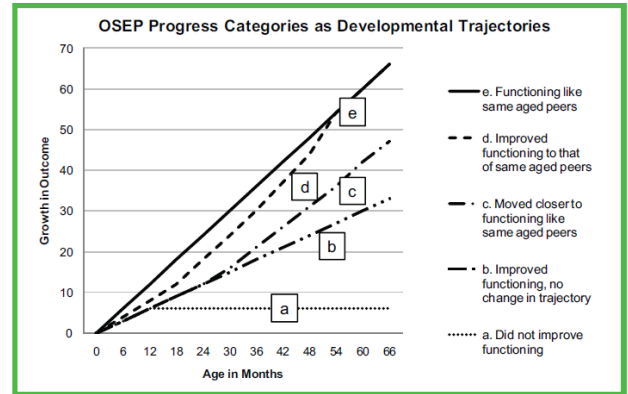 OSEP Progress Categories as Developmental Trajectories
70
60
50
40
30
20
10
0
Growth in Outcome
0 6 12 18 24 30 36 42 48 54 60 66
Age in Months
e
d
c
b
a
e. Functioning like
same aged peers
d. Improved
functioning to that
of same aged peers
c. Moved closer to
functioning like
same aged peers
b. Improved
functioning, no
change in trajectory
a. Did not improve
functioning